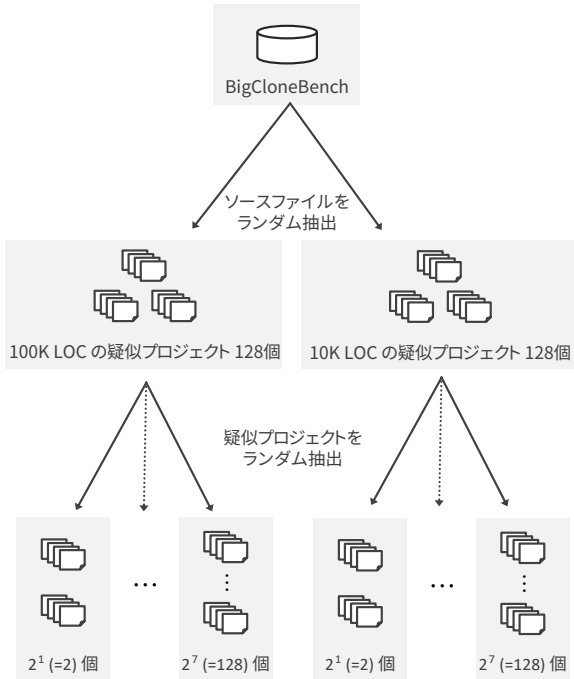 BigCloneBench
ソースファイルを
ランダム抽出
100K LOC の疑似プロジェクト 128個
10K LOC の疑似プロジェクト 128個
疑似プロジェクトを
ランダム抽出
…
…
2¹ (=2) 個
2⁷ (=128) 個
2¹ (=2) 個
2⁷ (=128) 個